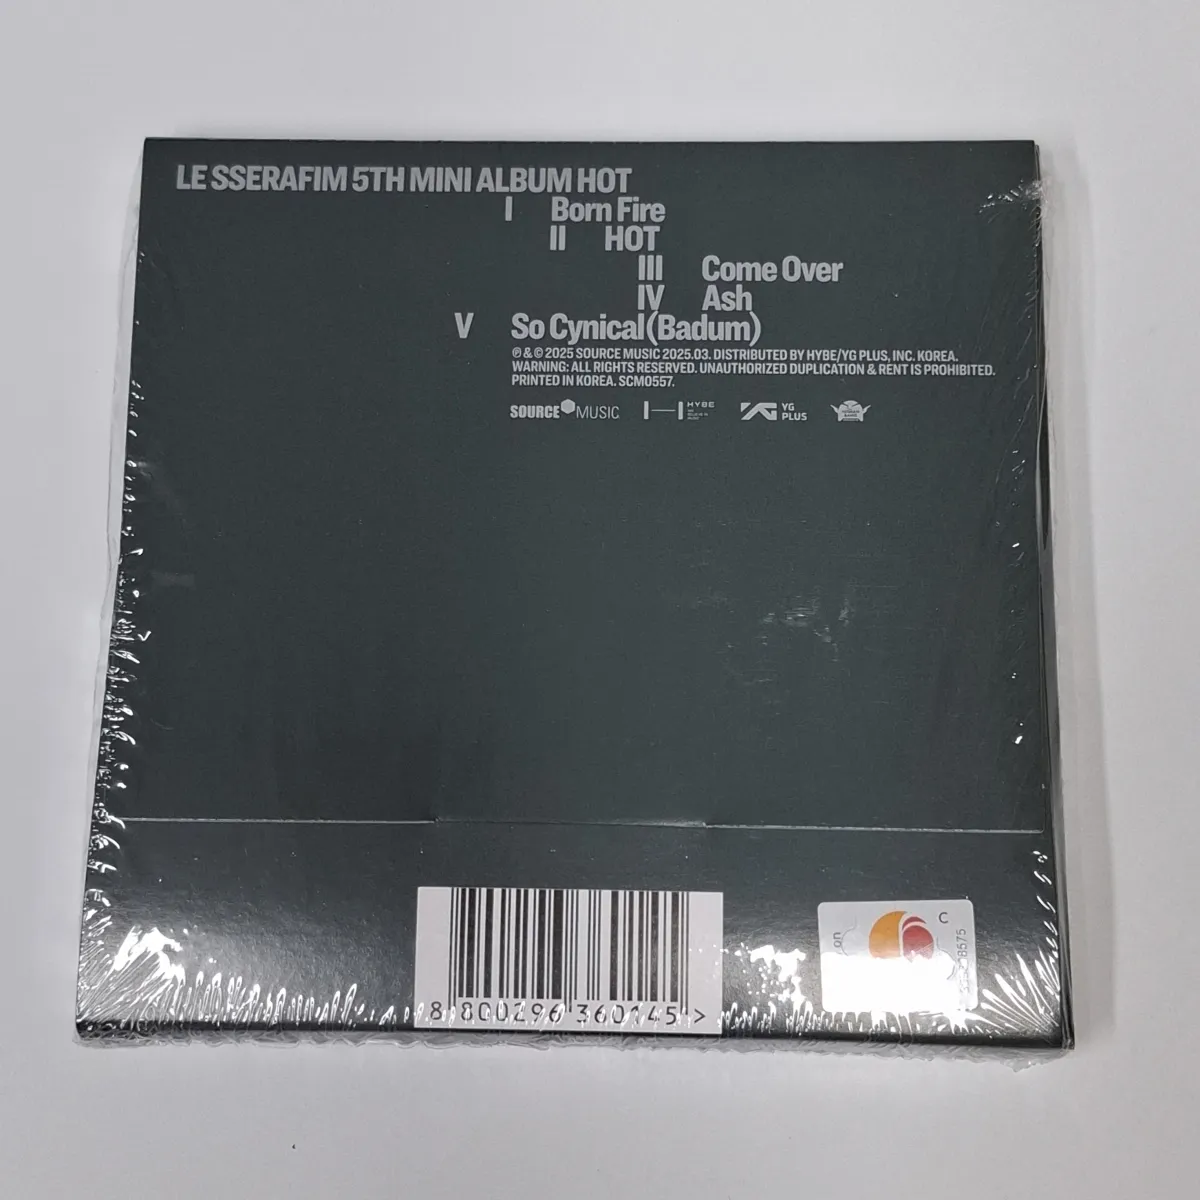 LE SSERAFIM 5TH MINI ALBUM HOT
I Born Fire
II HOT
III Come Over
IV Ash
V So Cynical (Badum)
℗ & © 2025 SOURCE MUSIC 2025.03. DISTRIBUTED BY HYBE/YG PLUS, INC. KOREA.
WARNING: ALL RIGHTS RESERVED. UNAUTHORIZED DUPLICATION & RENT IS PROHIBITED.
PRINTED IN KOREA. SCM0557.
SOURCE MUSIC HYBE YG PLUS
8 800296 360145 >
C